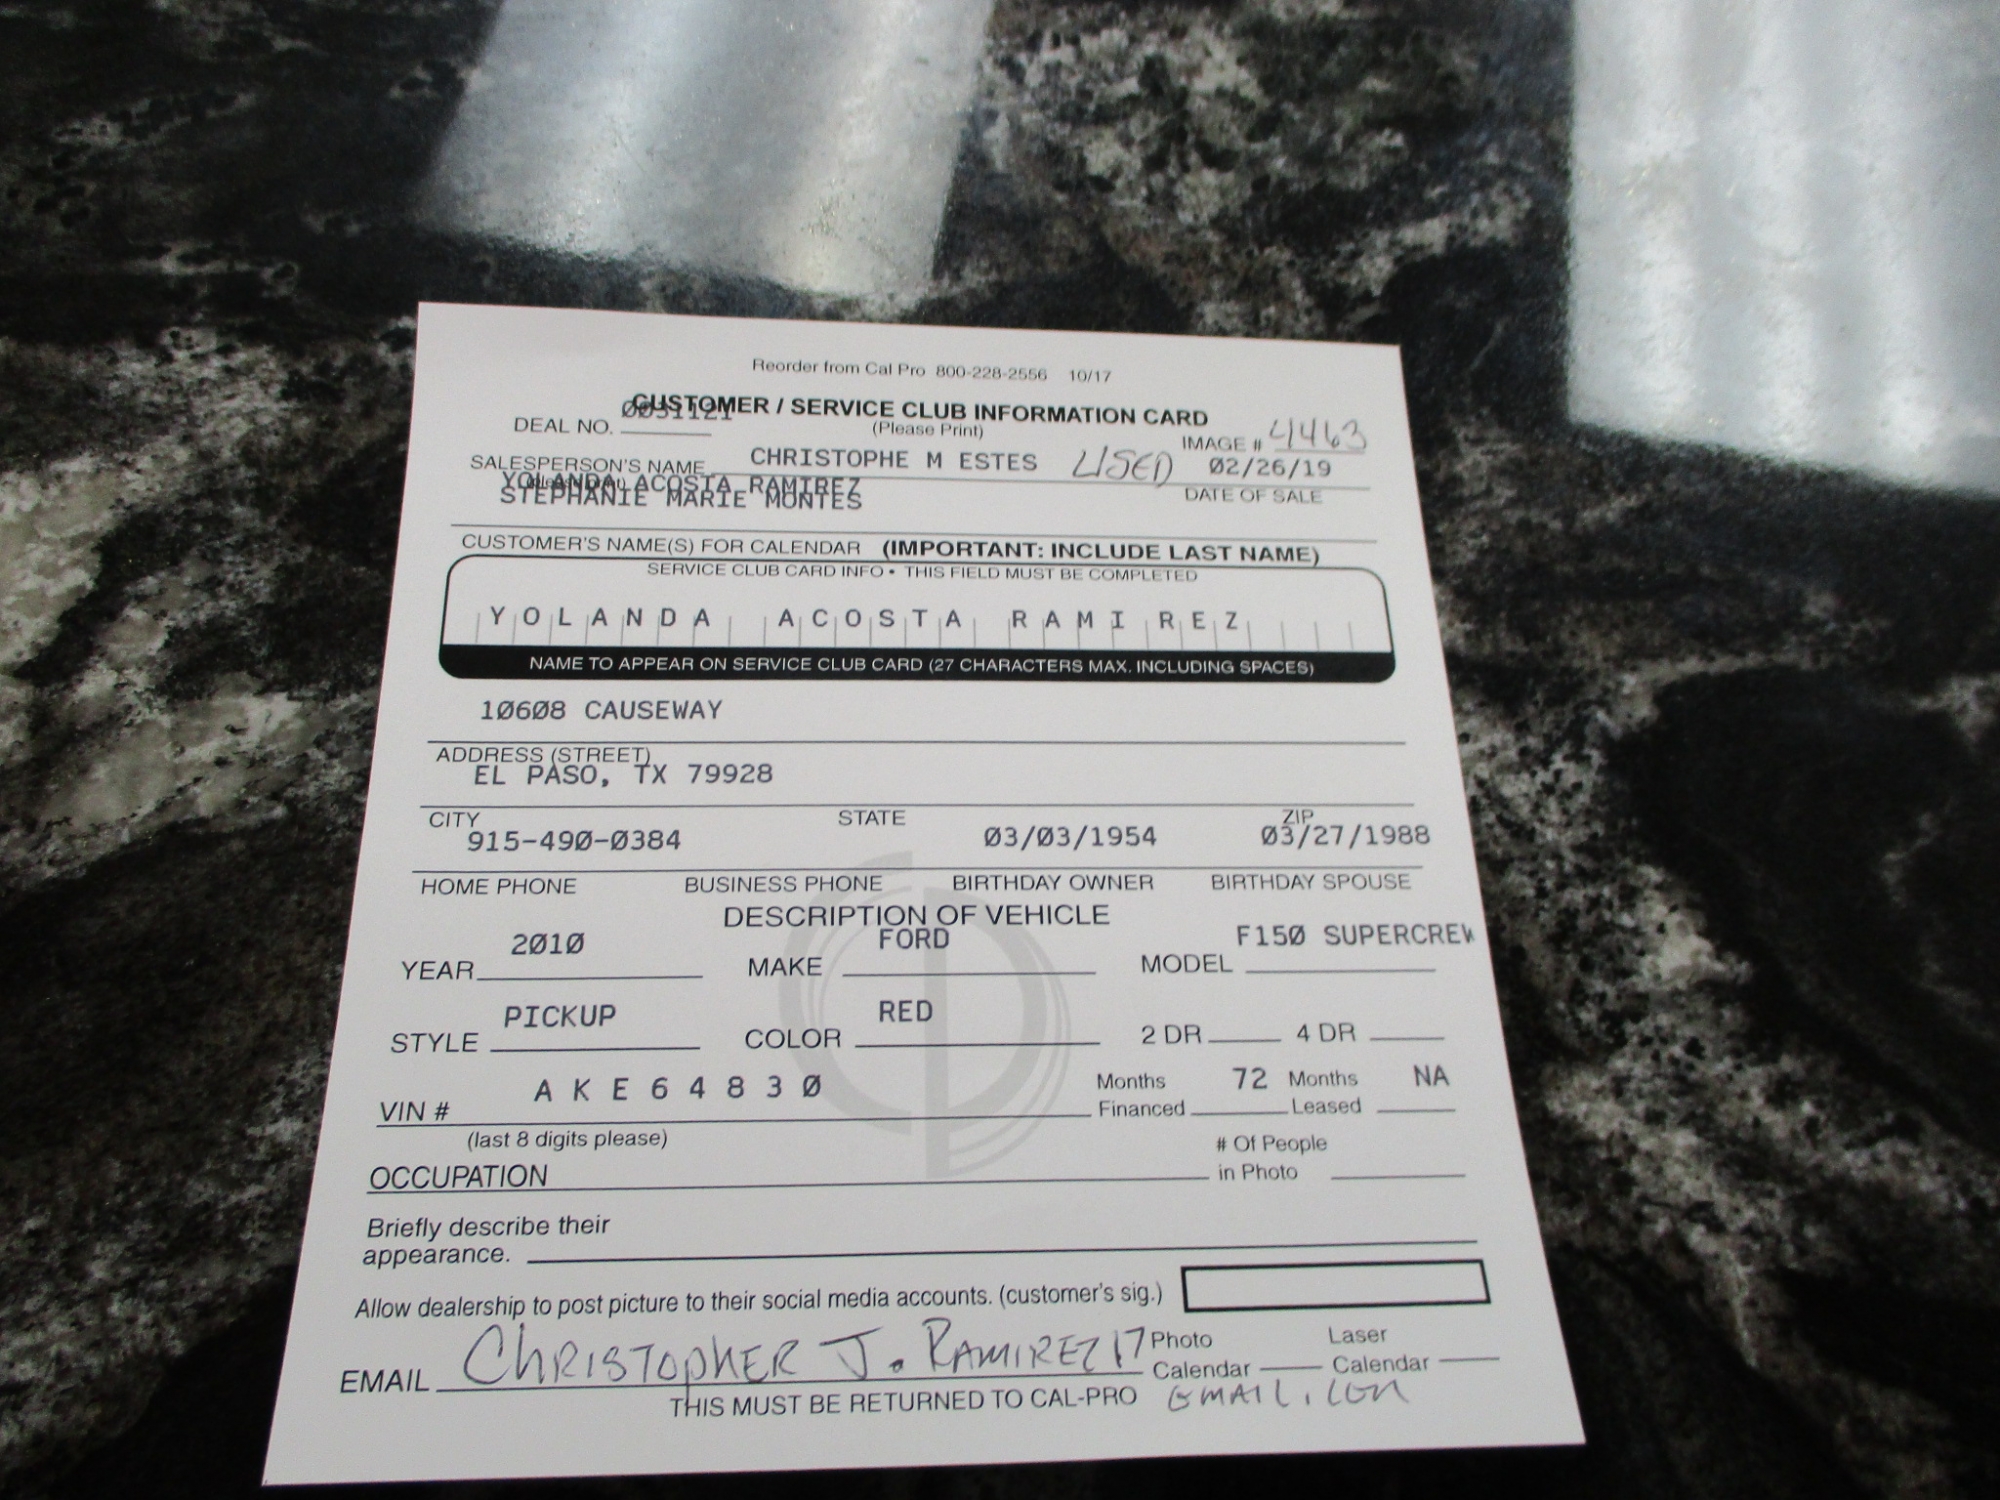 Reorder from Cal Pro 800-228-2556 10/17
CUSTOMER / SERVICE CLUB INFORMATION CARD
(Please Print)
DEAL NO. 0031121
IMAGE # 4463
SALESPERSON'S NAME CHRISTOPHE M ESTES USED 02/26/19
YOLANDA ACOSTA RAMIREZ
STEPHANIE MARIE MONTES
DATE OF SALE
CUSTOMER'S NAME(S) FOR CALENDAR (IMPORTANT: INCLUDE LAST NAME)
SERVICE CLUB CARD INFO • THIS FIELD MUST BE COMPLETED
YOLANDA ACOSTA RAMIREZ
NAME TO APPEAR ON SERVICE CLUB CARD (27 CHARACTERS MAX. INCLUDING SPACES)
10608 CAUSEWAY
ADDRESS (STREET)
EL PASO, TX 79928
CITY STATE ZIP
915-490-0384 03/03/1954 03/27/1988
HOME PHONE BUSINESS PHONE BIRTHDAY OWNER BIRTHDAY SPOUSE
DESCRIPTION OF VEHICLE
YEAR 2010 MAKE FORD MODEL F150 SUPERCREW
STYLE PICKUP COLOR RED 2 DR 4 DR
VIN # A K E 6 4 8 3 0 Months Financed 72 Months Leased NA
(last 8 digits please)
OCCUPATION # Of People in Photo
Briefly describe their
appearance.
Allow dealership to post picture to their social media accounts. (customer's sig.)
EMAIL CHRISTOPHER J. RAMIREZ17 Photo Calendar Laser Calendar
THIS MUST BE RETURNED TO CAL-PRO GMAIL.COM